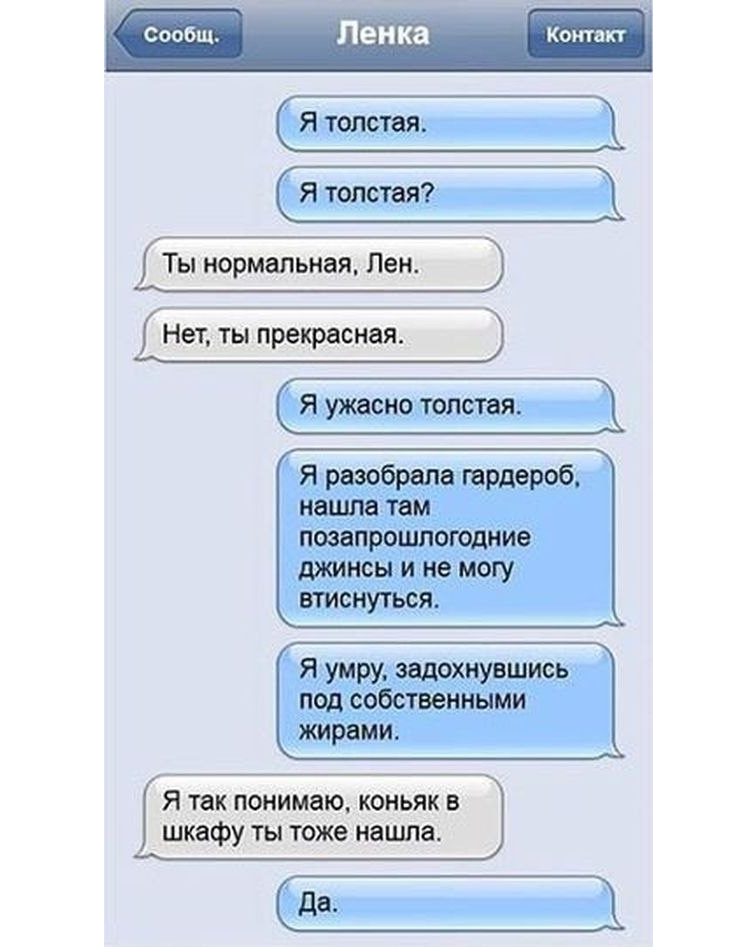 Сообщ.
Ленка
Контакт
Я толстая.
Я толстая?
Ты нормальная, Лен.
Нет, ты прекрасная.
Я ужасно толстая.
Я разобрала гардероб,
нашла там
позапрошлогодние
джинсы и не могу
втиснуться.
Я умру, задохнувшись
под собственными
жирами.
Я так понимаю, коньяк в
шкафу ты тоже нашла.
Да.